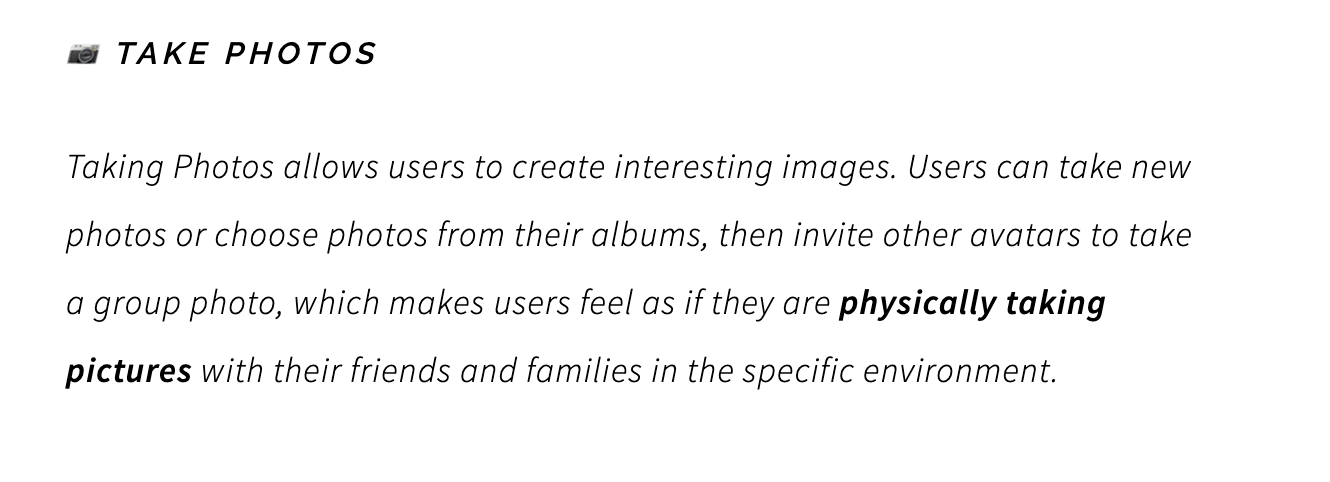 TAKE PHOTOS
Taking Photos allows users to create interesting images. Users can take new
photos or choose photos from their albums, then invite other avatars to take
a group photo, which makes users feel as if they are physically taking
pictures with their friends and families in the specific environment.